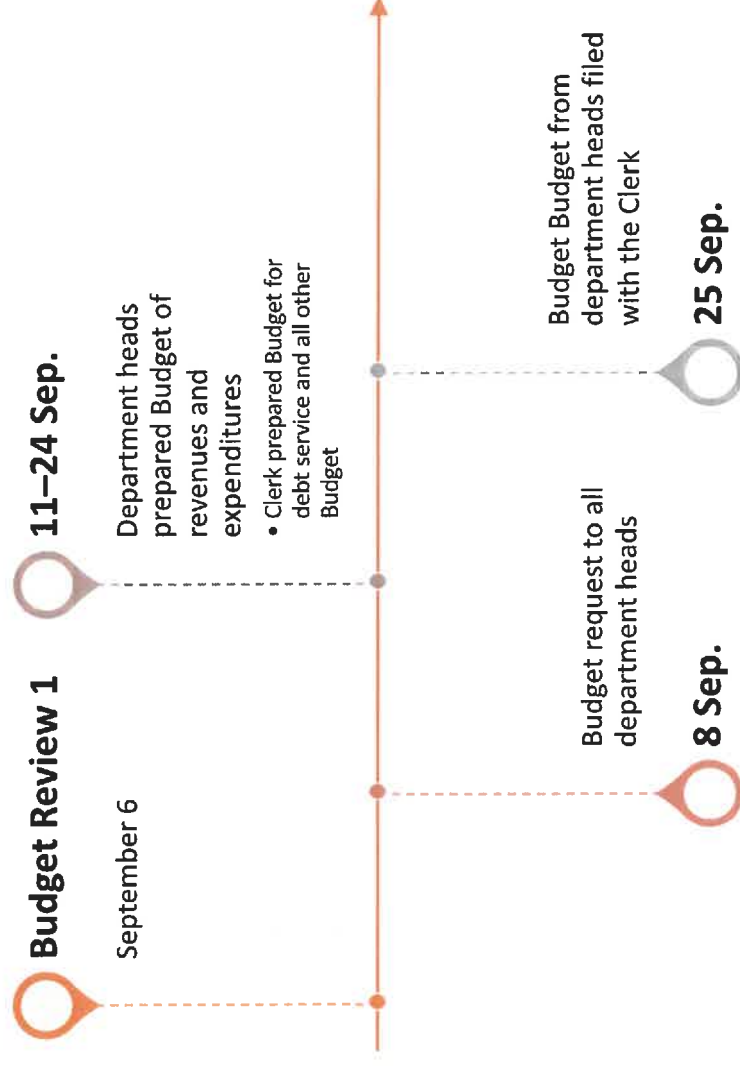 Budget Review 1
September 6
8 Sep.
Budget request to all
department heads
11–24 Sep.
Department heads
prepared Budget of
revenues and
expenditures
• Clerk prepared Budget for
debt service and all other
Budget
25 Sep.
Budget Budget from
department heads filed
with the Clerk